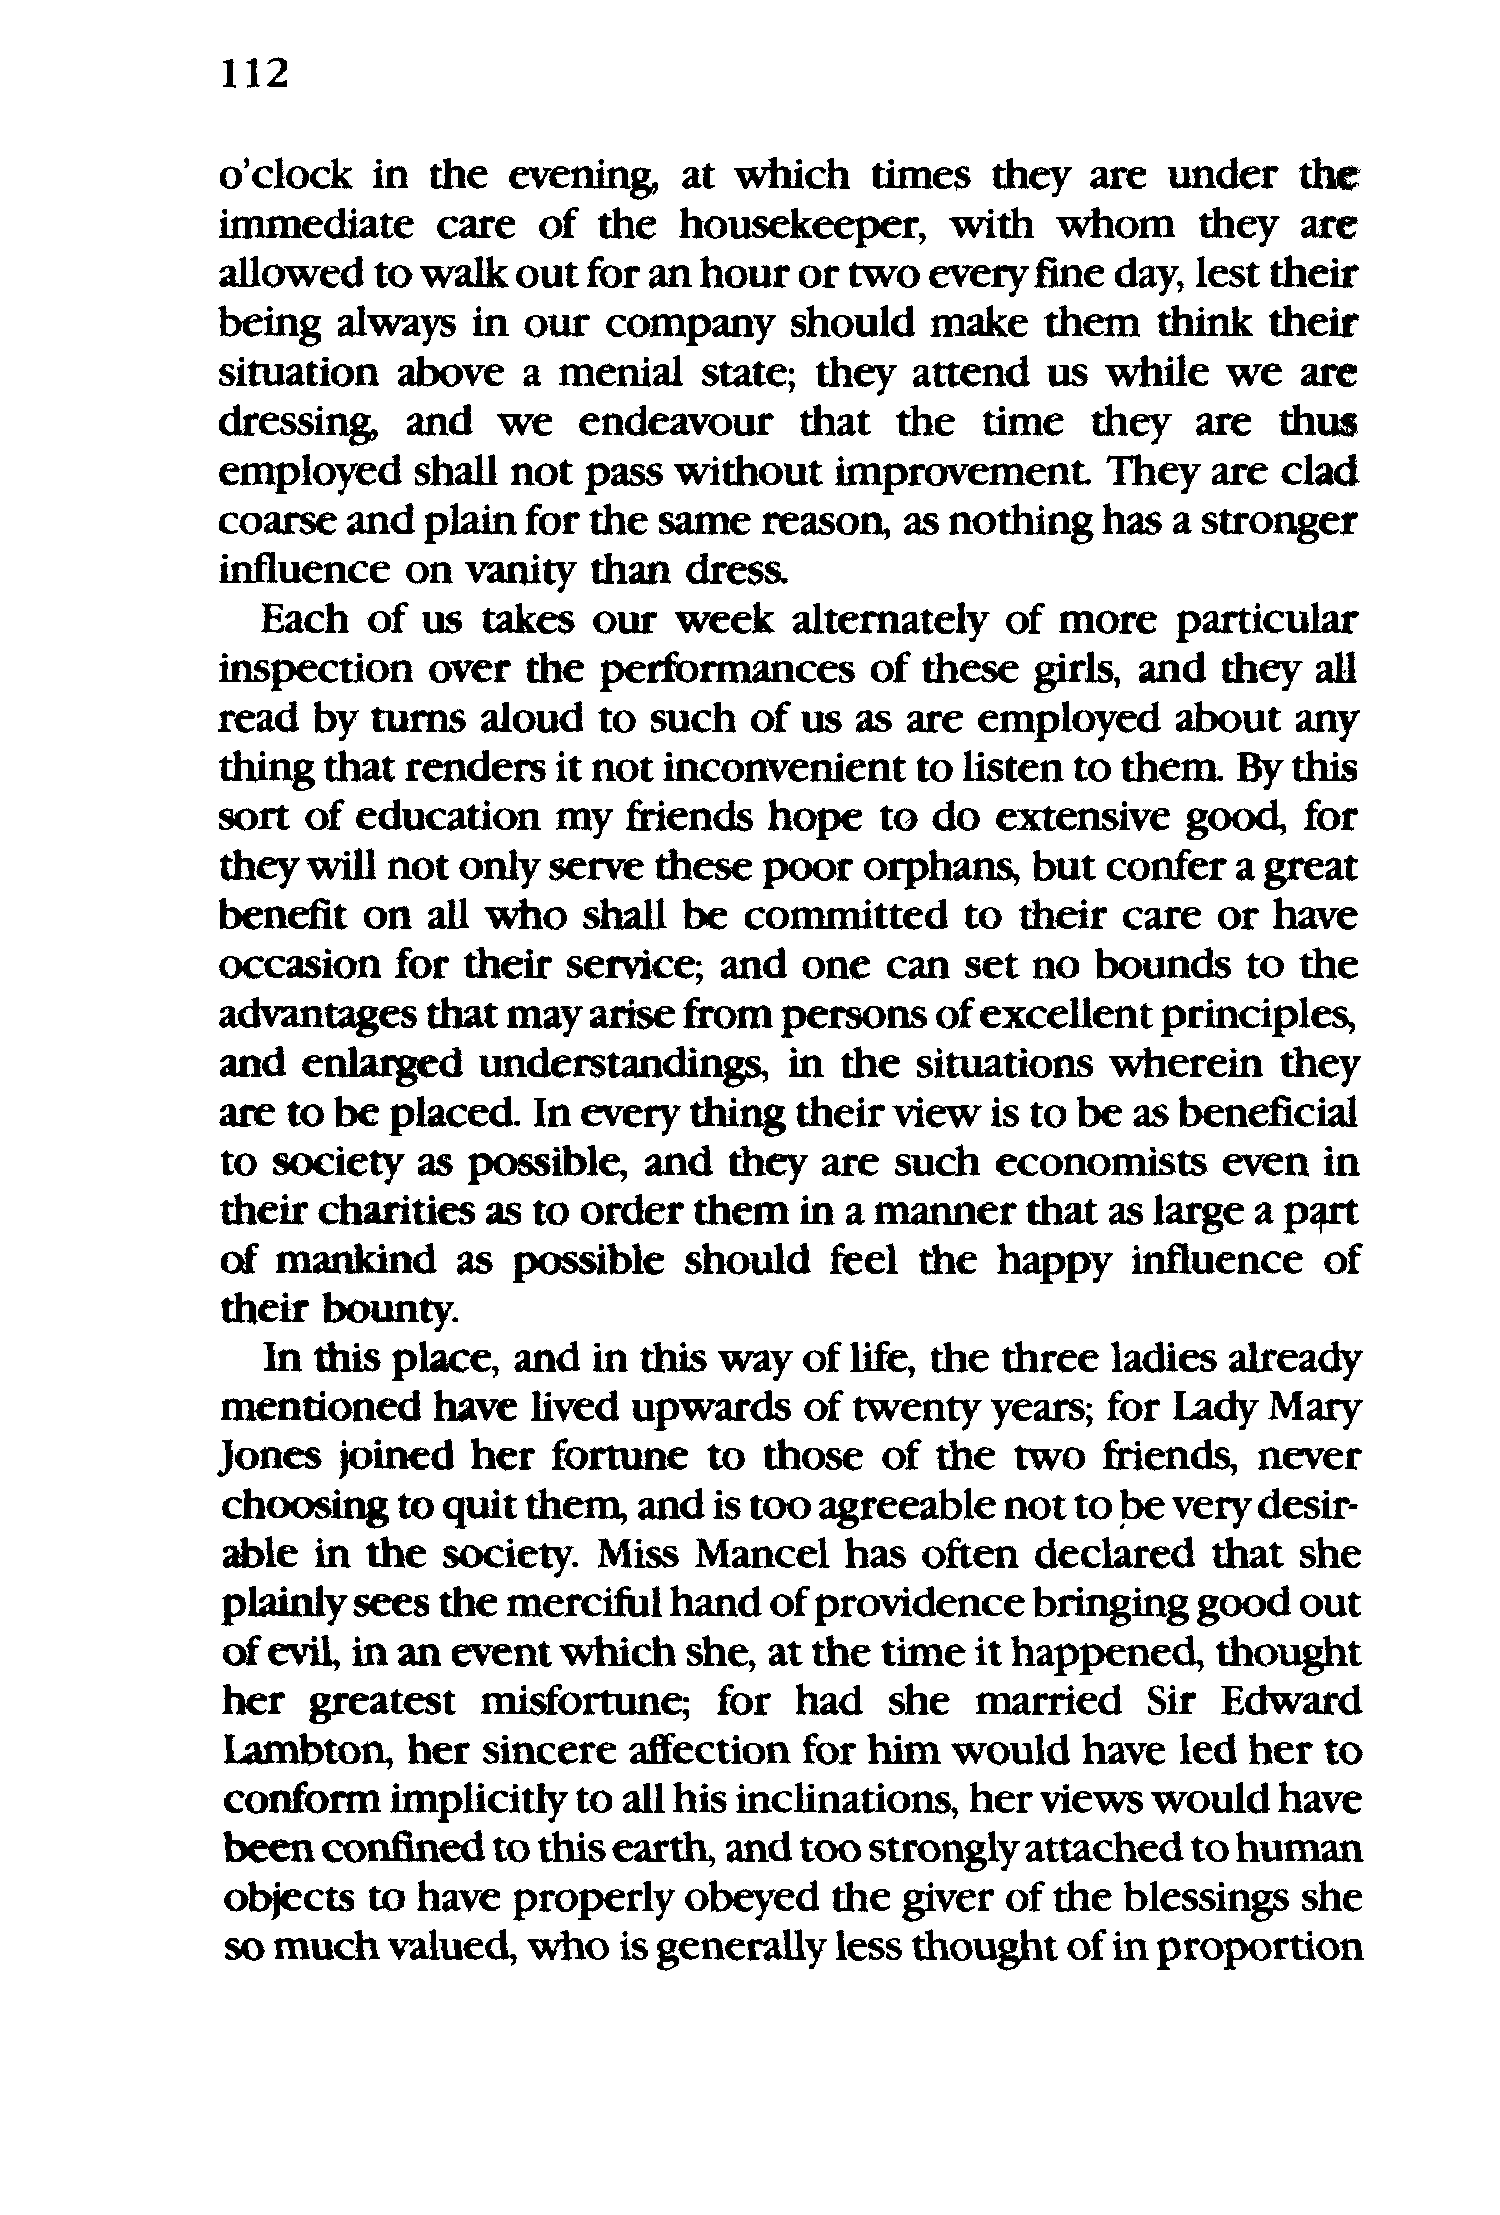 112
o'clock in the evening, at which times they are under the
immediate care of the housekeeper, with whom they are
allowed to walk out for an hour or two every fine day, lest their
being always in our company should make them think their
situation above a menial state; they attend us while we are
dressing, and we endeavour that the time they are thus
employed shall not pass without improvement. They are clad
coarse and plain for the same reason, as nothing has a stronger
influence on vanity than dress.
Each of us takes our week alternately of more particular
inspection over the performances of these girls, and they all
read by turns aloud to such of us as are employed about any
thing that renders it not inconvenient to listen to them. By this
sort of education my friends hope to do extensive good, for
they will not only serve these poor orphans, but confer a great
benefit on all who shall be committed to their care or have
occasion for their service; and one can set no bounds to the
advantages that may arise from persons of excellent principles,
and enlarged understandings, in the situations wherein they
are to be placed. In every thing their view is to be as beneficial
to society as possible, and they are such economists even in
their charities as to order them in a manner that as large a part
of mankind as possible should feel the happy influence of
their bounty.
In this place, and in this way of life, the three ladies already
mentioned have lived upwards of twenty years; for Lady Mary
Jones joined her fortune to those of the two friends, never
choosing to quit them, and is too agreeable not to be very desir-
able in the society. Miss Mancel has often declared that she
plainly sees the merciful hand of providence bringing good out
of evil, in an event which she, at the time it happened, thought
her greatest misfortune; for had she married Sir Edward
Lambton, her sincere affection for him would have led her to
conform implicitly to all his inclinations, her views would have
been confined to this earth, and too strongly attached to human
objects to have properly obeyed the giver of the blessings she
so much valued, who is generally less thought of in proportion